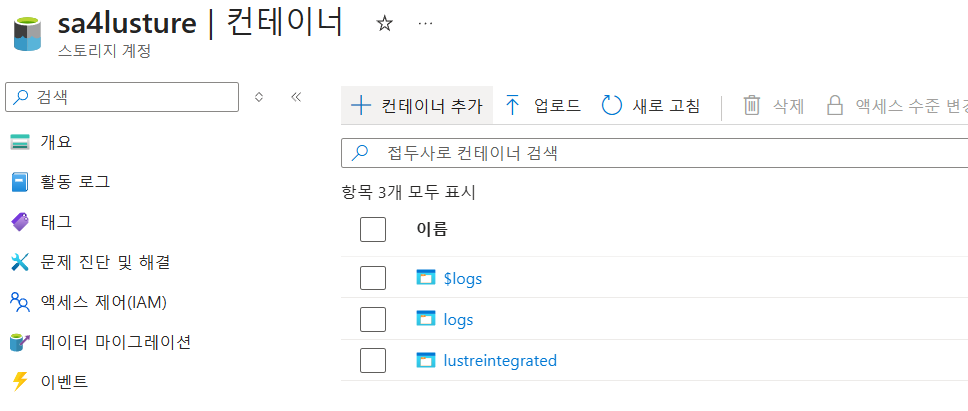 sa4lusture | 컨테이너 ☆ ...
스토리지 계정
검색
컨테이너 추가 업로드 새로 고침 삭제 액세스 수준 변경
개요
접두사로 컨테이너 검색
활동 로그
항목 3개 모두 표시
태그
이름
문제 진단 및 해결
$logs
액세스 제어(IAM)
logs
데이터 마이그레이션
lustreintegrated
이벤트